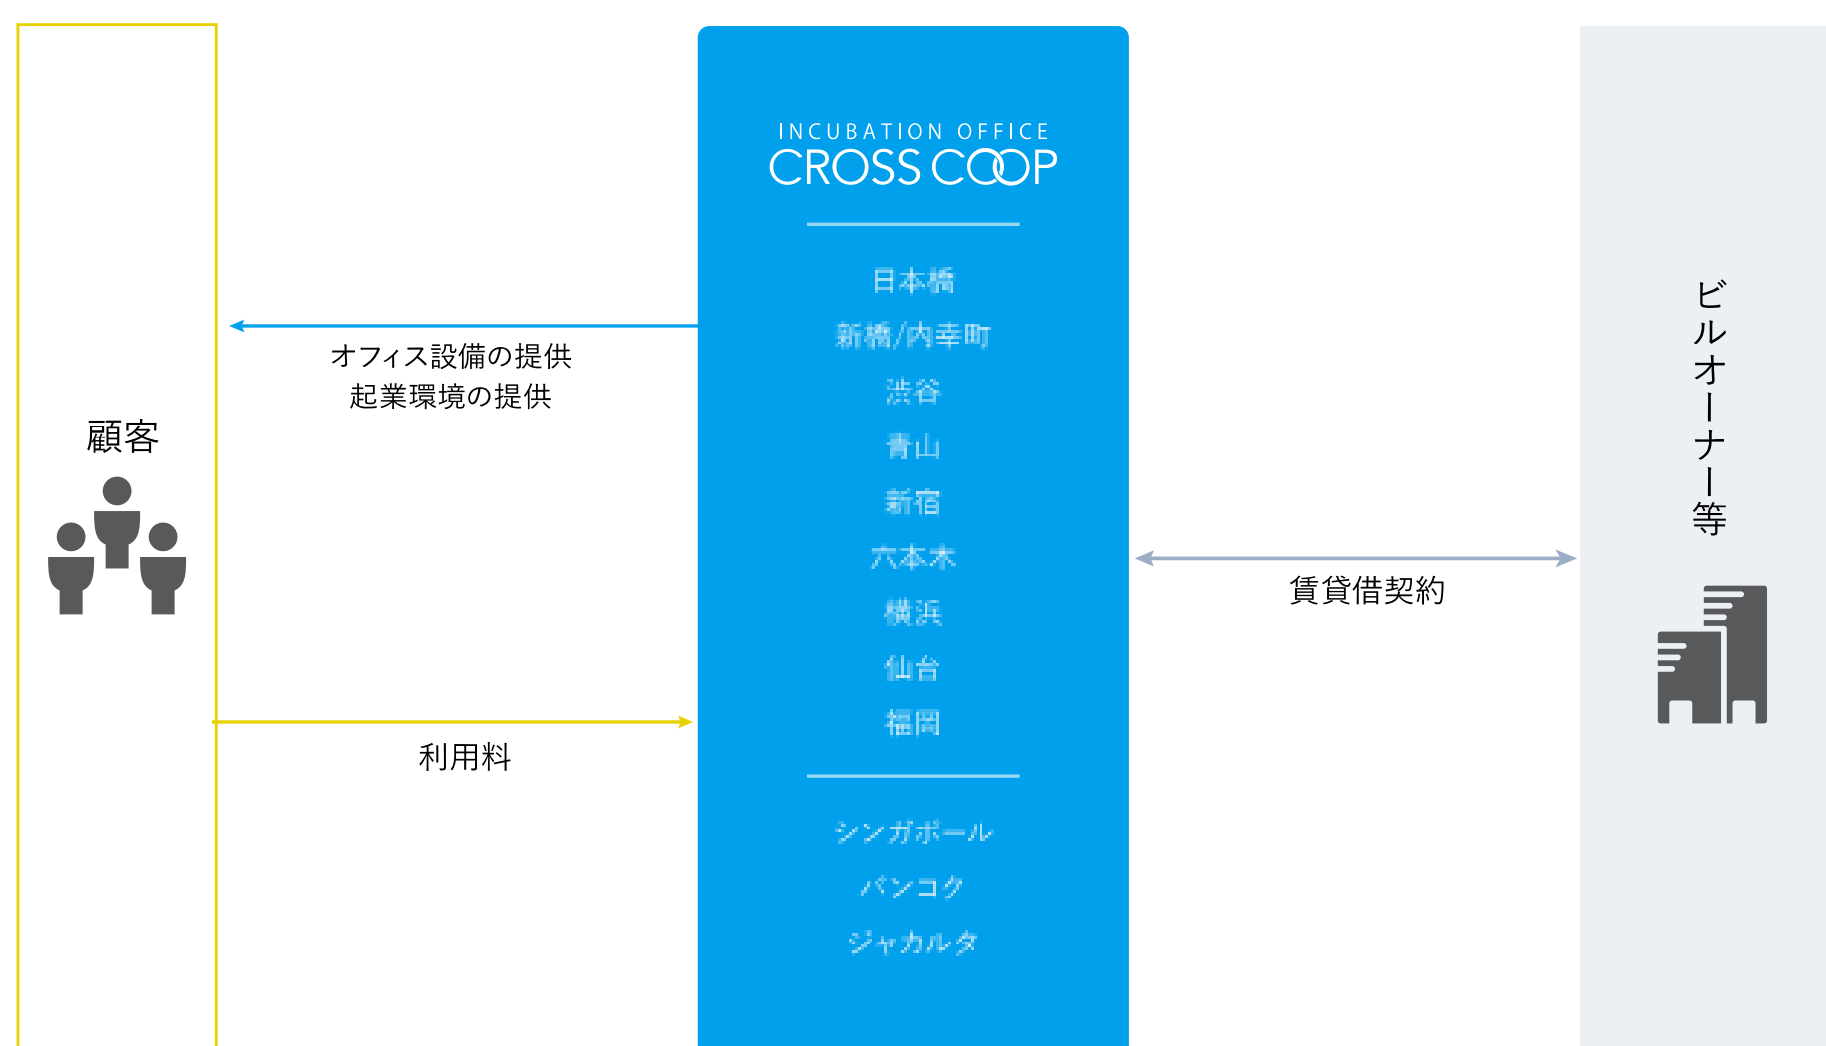 顧客
オフィス設備の提供
起業環境の提供
利用料
INCUBATION OFFICE
CROSS COOP
日本橋
新橋/内幸町
渋谷
青山
新宿
六本木
横浜
仙台
福岡
シンガポール
バンコク
ジャカルタ
賃貸借契約
ビルオーナー等